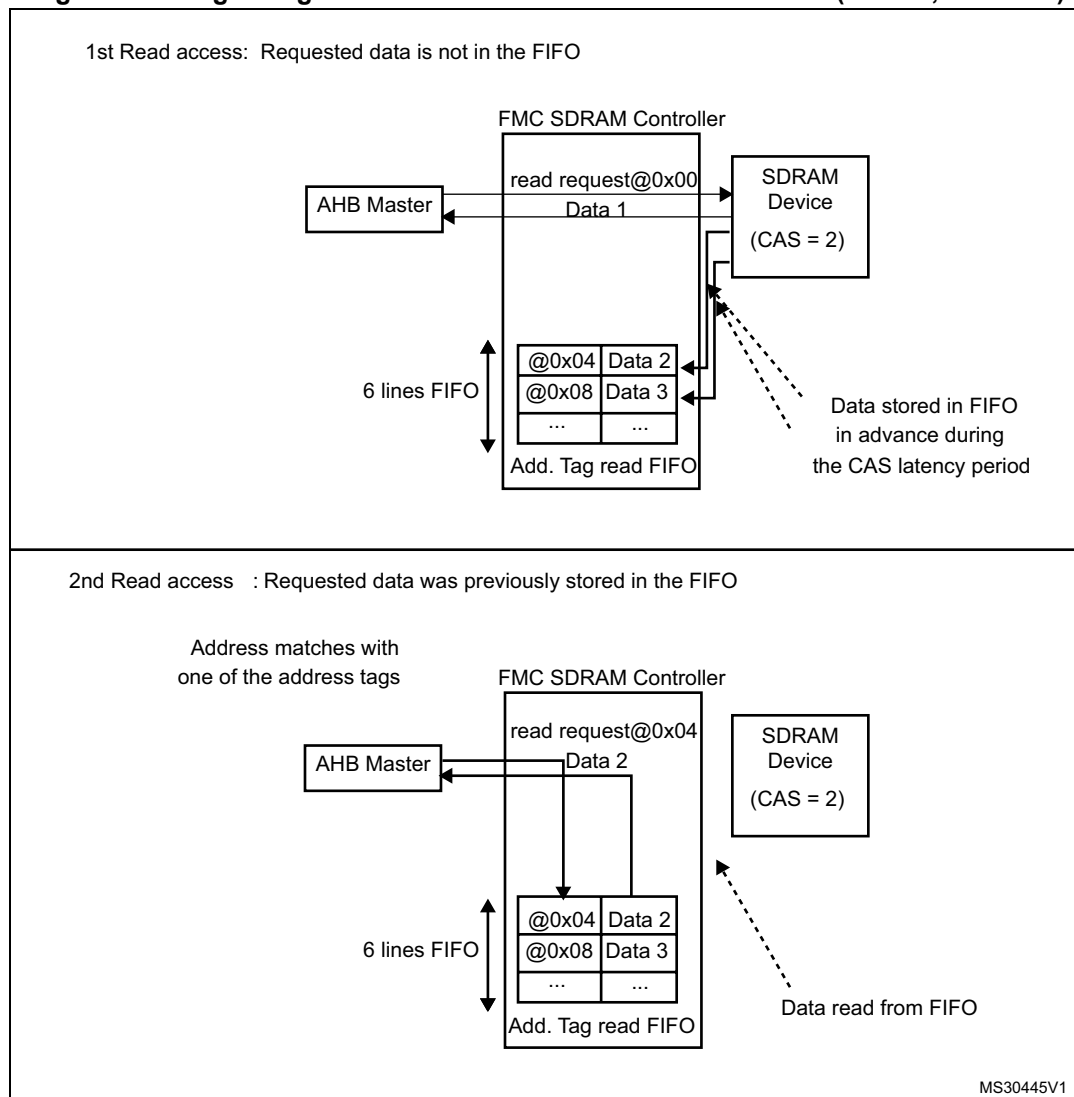 1st Read access: Requested data is not in the FIFO
FMC SDRAM Controller
read request@0x00
Data 1
AHB Master
SDRAM
Device
(CAS = 2)
@0x04 Data 2
@0x08 Data 3
... ...
6 lines FIFO
Add. Tag read FIFO
Data stored in FIFO
in advance during
the CAS latency period
2nd Read access : Requested data was previously stored in the FIFO
Address matches with
one of the address tags
FMC SDRAM Controller
read request@0x04
Data 2
AHB Master
SDRAM
Device
(CAS = 2)
@0x04 Data 2
@0x08 Data 3
... ...
6 lines FIFO
Add. Tag read FIFO
Data read from FIFO
MS30445V1